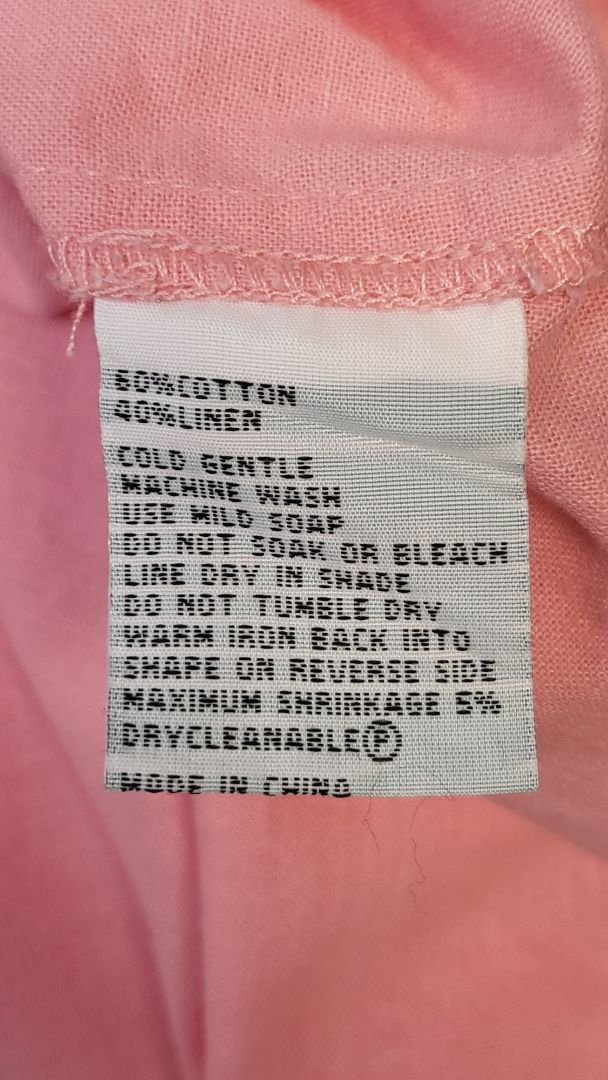 60%COTTON
40%LINEN
COLD GENTLE
MACHINE WASH
USE MILD SOAP
DO NOT SOAK OR BLEACH
LINE DRY IN SHADE
DO NOT TUMBLE DRY
WARM IRON BACK INTO
SHAPE ON REVERSE SIDE
MAXIMUM SHRINKAGE 5%
DRYCLEANABLE Ⓟ
MADE IN CHINA